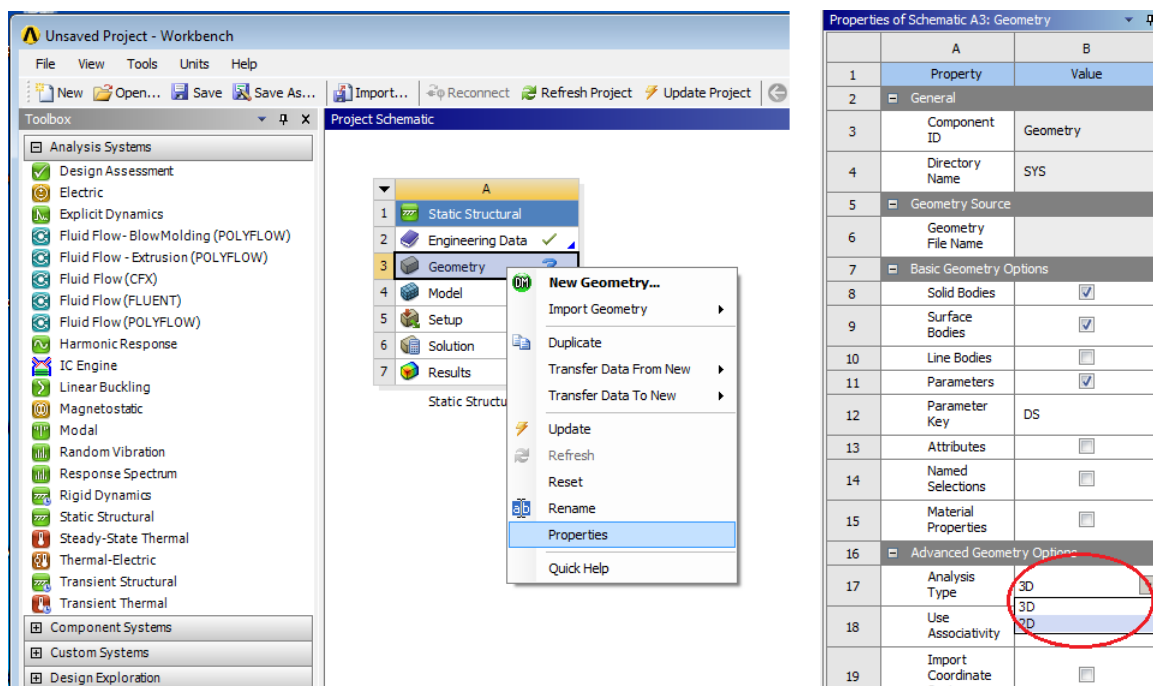 Unsaved Project - Workbench
File View Tools Units Help
New Open... Save Save As... Import... Reconnect Refresh Project Update Project
Toolbox
Project Schematic
Analysis Systems
Design Assessment
Electric
Explicit Dynamics
Fluid Flow- BlowMolding (POLYFLOW)
Fluid Flow - Extrusion (POLYFLOW)
Fluid Flow (CFX)
Fluid Flow (FLUENT)
Fluid Flow (POLYFLOW)
Harmonic Response
IC Engine
Linear Buckling
Magnetostatic
Modal
Random Vibration
Response Spectrum
Rigid Dynamics
Static Structural
Steady-State Thermal
Thermal-Electric
Transient Structural
Transient Thermal
Component Systems
Custom Systems
Design Exploration
A
1 Static Structural
2 Engineering Data
3 Geometry
4 Model
5 Setup
6 Solution
7 Results
Static Structu
DM New Geometry...
Import Geometry
Duplicate
Transfer Data From New
Transfer Data To New
Update
Refresh
Reset
Rename
Properties
Quick Help
Properties of Schematic A3: Geometry
A B
1 Property Value
2 General
3 Component ID Geometry
4 Directory Name SYS
5 Geometry Source
6 Geometry File Name
7 Basic Geometry Options
8 Solid Bodies
9 Surface Bodies
10 Line Bodies
11 Parameters
12 Parameter Key DS
13 Attributes
14 Named Selections
15 Material Properties
16 Advanced Geometry Options
17 Analysis Type 3D
3D
2D
18 Use Associativity
19 Import Coordinate